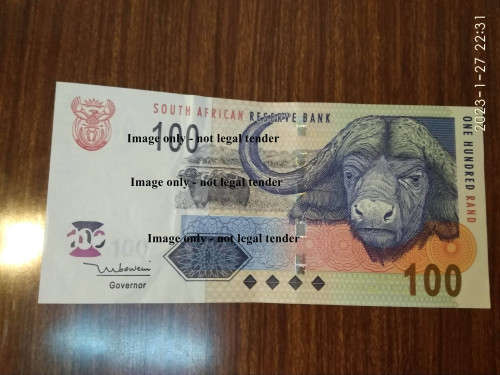 SOUTH AFRICAN RESERVE BANK
100
Image only - not legal tender
Image only - not legal tender
Image only - not legal tender
100
Governor
100
ONE HUNDRED RAND
2023-1-27 22:31